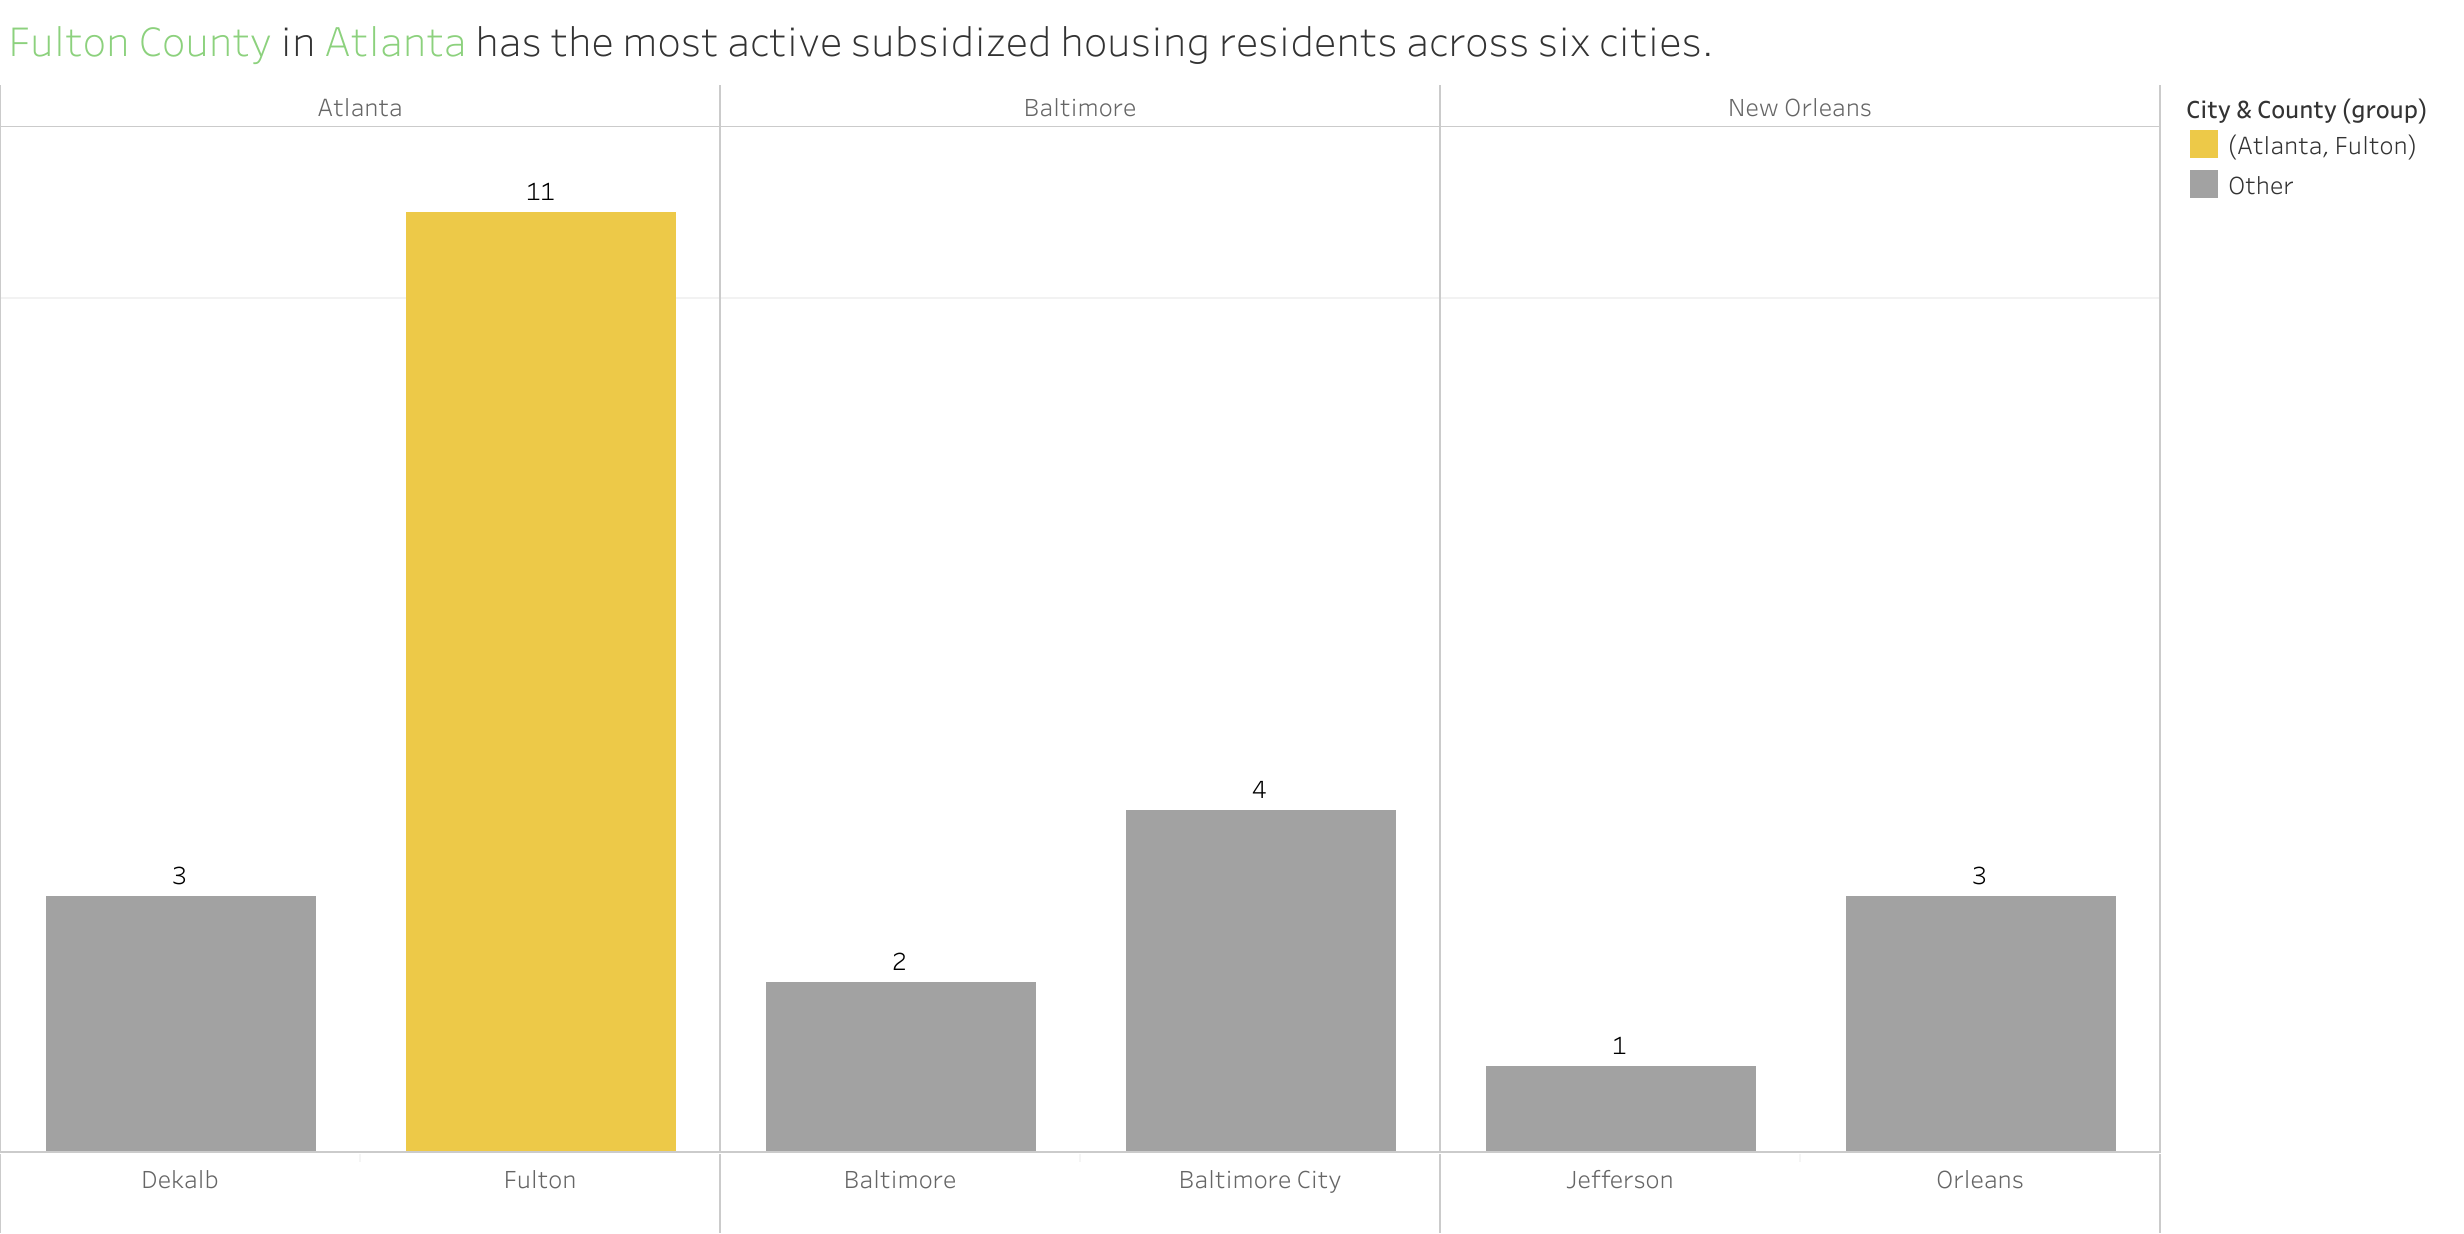 Fulton County in Atlanta has the most active subsidized housing residents across six cities.
Atlanta Baltimore New Orleans
City & County (group)
(Atlanta, Fulton)
Other
11
4
3 3
2
1
Dekalb Fulton Baltimore Baltimore City Jefferson Orleans